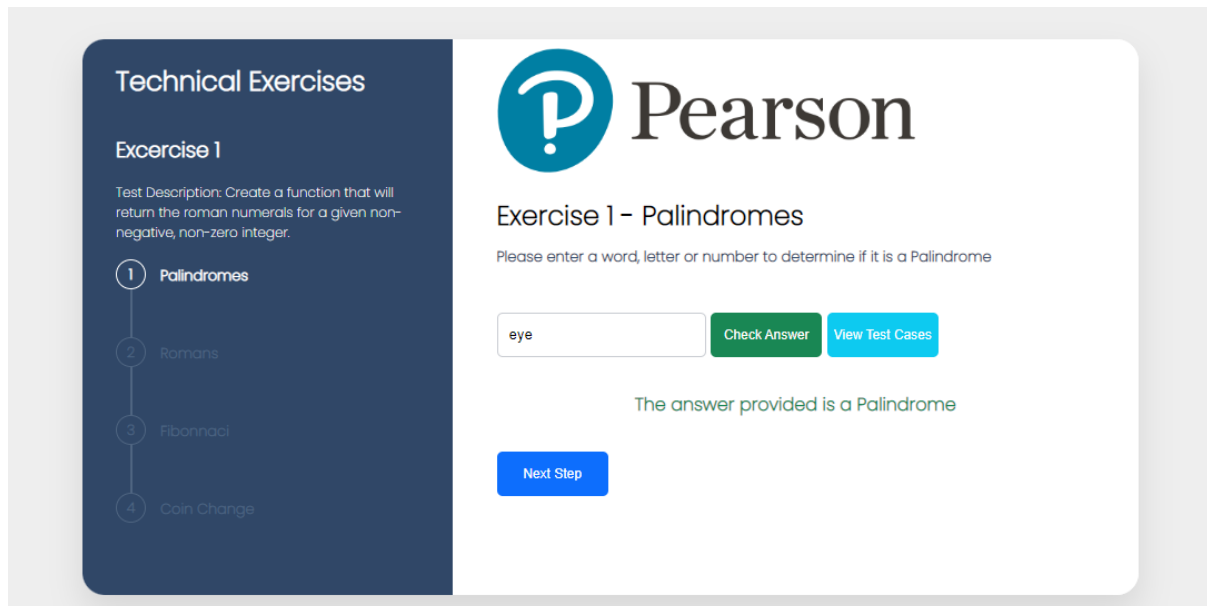 Technical Exercises
Excercise 1
Test Description: Create a function that will
return the roman numerals for a given non-
negative, non-zero integer.
1 Palindromes
2 Romans
3 Fibonnaci
4 Coin Change
Pearson
Exercise 1 - Palindromes
Please enter a word, letter or number to determine if it is a Palindrome
eye Check Answer View Test Cases
The answer provided is a Palindrome
Next Step